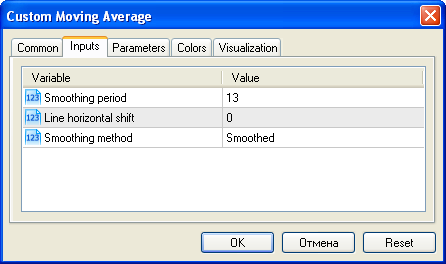 Custom Moving Average
Common Inputs Parameters Colors Visualization
Variable Value
123 Smoothing period 13
123 Line horizontal shift 0
123 Smoothing method Smoothed
OK Отмена Reset